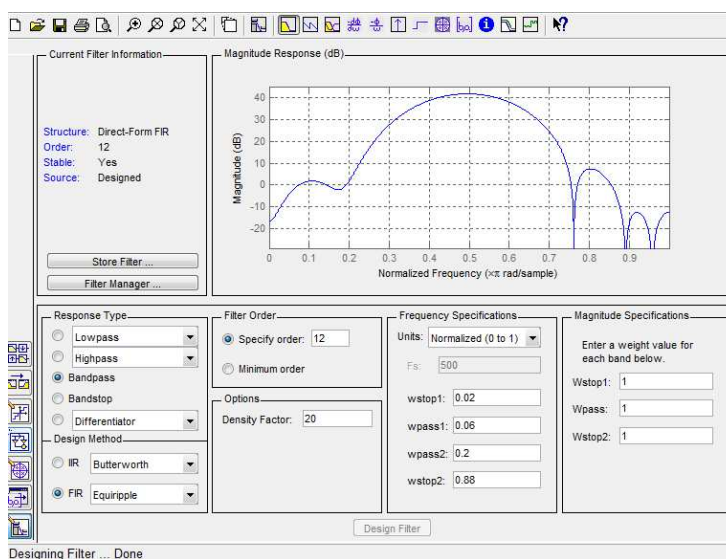 Current Filter Information
Structure: Direct-Form FIR
Order: 12
Stable: Yes
Source: Designed
Store Filter ...
Filter Manager ...
Magnitude Response (dB)
Magnitude (dB)
40
30
20
10
0
-10
-20
0 0.1 0.2 0.3 0.4 0.5 0.6 0.7 0.8 0.9
Normalized Frequency (×π rad/sample)
Response Type
Lowpass
Highpass
Bandpass
Bandstop
Differentiator
Design Method
IIR Butterworth
FIR Equiripple
Filter Order
Specify order: 12
Minimum order
Options
Density Factor: 20
Frequency Specifications
Units: Normalized (0 to 1)
Fs: 500
wstop1: 0.02
wpass1: 0.06
wpass2: 0.2
wstop2: 0.88
Magnitude Specifications
Enter a weight value for
each band below.
Wstop1: 1
Wpass: 1
Wstop2: 1
Design Filter
Designing Filter ... Done